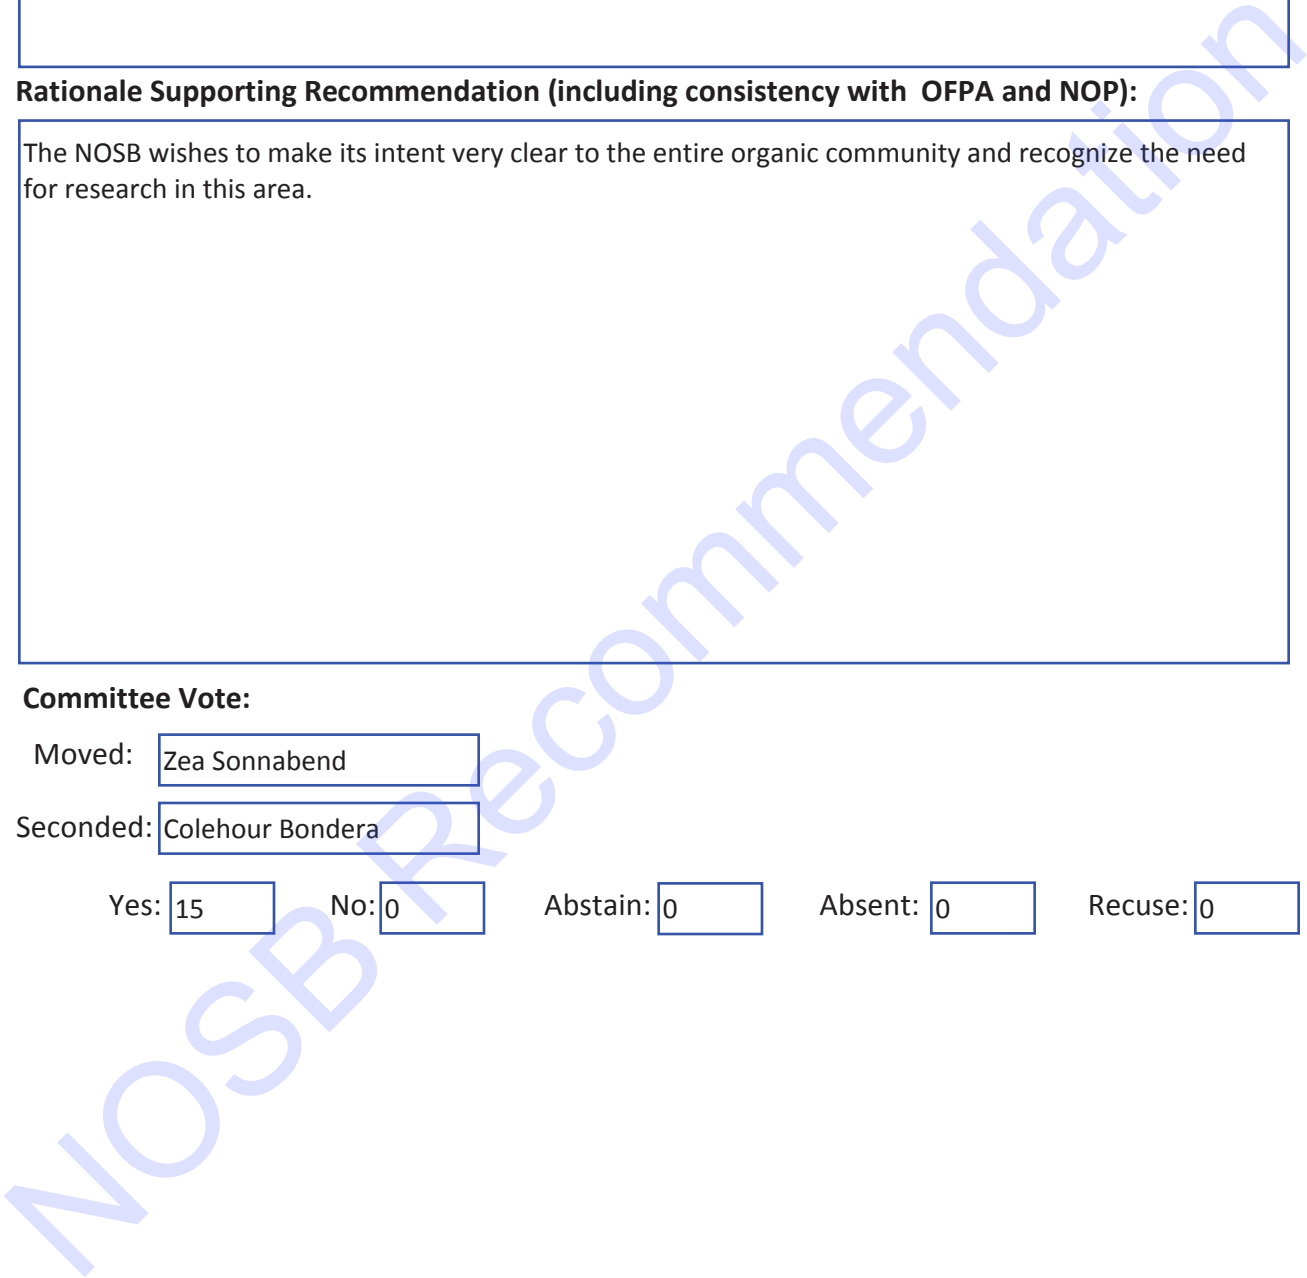 Rationale Supporting Recommendation (including consistency with OFPA and NOP):
The NOSB wishes to make its intent very clear to the entire organic community and recognize the need
for research in this area.
Committee Vote:
Moved: Zea Sonnabend
Seconded: Colehour Bondera
Yes: 15 No: 0 Abstain: 0 Absent: 0 Recuse: 0
NOSB Recommendation